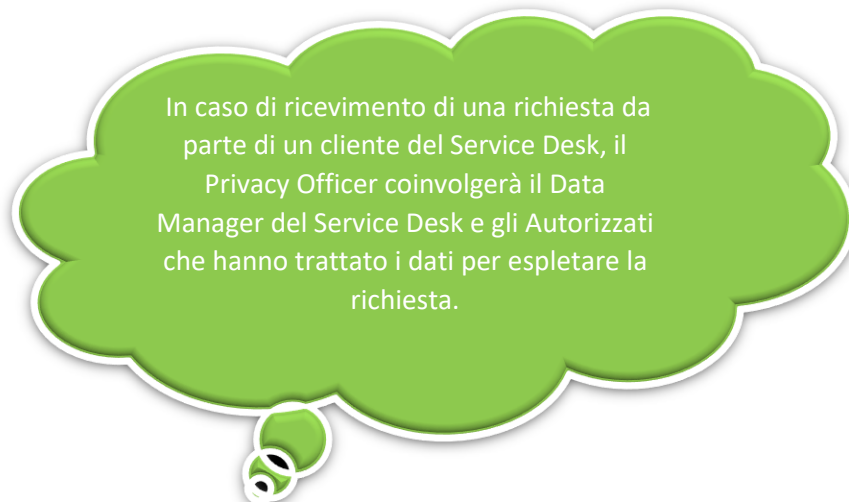 In caso di ricevimento di una richiesta da
parte di un cliente del Service Desk, il
Privacy Officer coinvolgerà il Data
Manager del Service Desk e gli Autorizzati
che hanno trattato i dati per espletare la
richiesta.